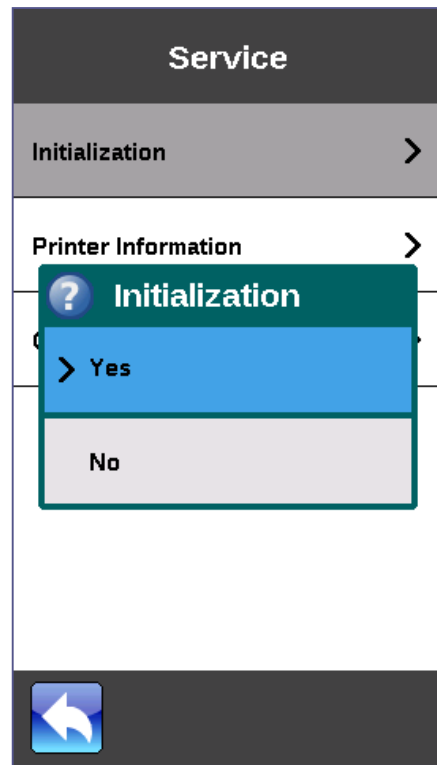 Service
Initialization
Printer Information
? Initialization
Yes
No